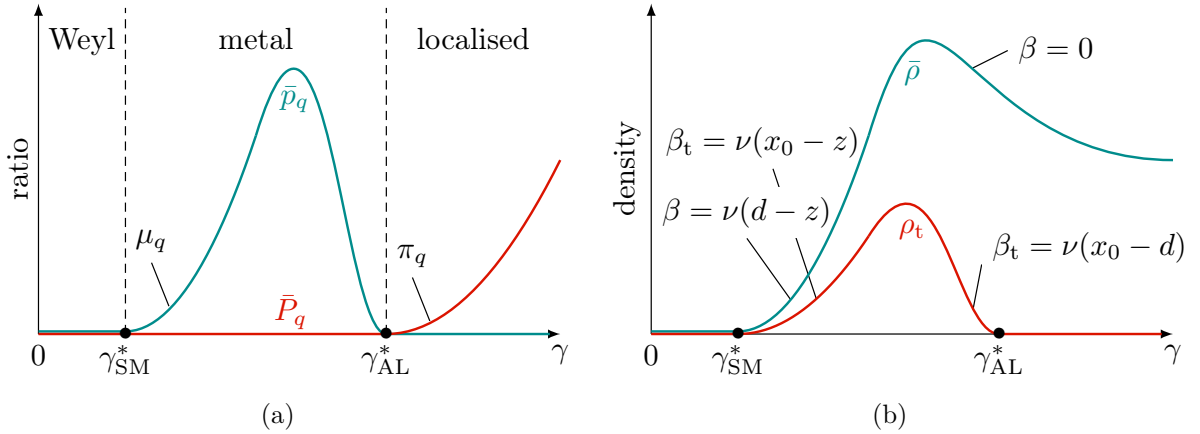 Weyl
metal
localised
p̄_q
μ_q
π_q
P̄_q
ratio
0
γ*_SM
γ*_AL
γ
(a)
β = 0
ρ̄
β_t = ν(x_0 − z)
β = ν(d − z)
ρ_t
β_t = ν(x_0 − d)
density
0
γ*_SM
γ*_AL
γ
(b)